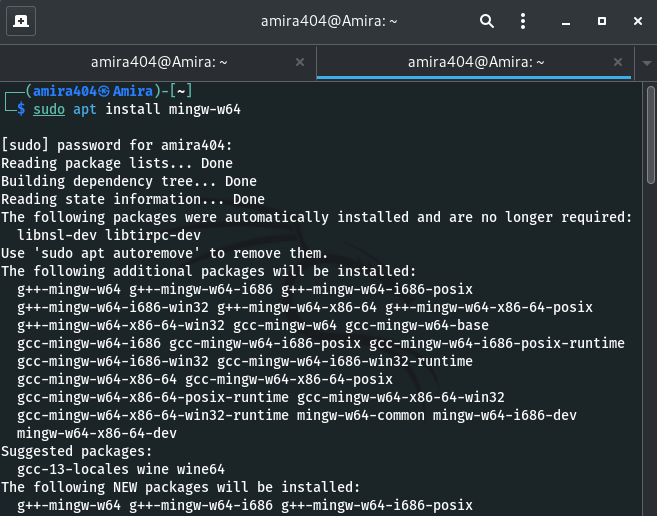 amira404@Amira: ~
amira404@Amira: ~
amira404@Amira: ~
┌──(amira404㉿Amira)-[~]
└─$ sudo apt install mingw-w64
[sudo] password for amira404:
Reading package lists... Done
Building dependency tree... Done
Reading state information... Done
The following packages were automatically installed and are no longer required:
libnsl-dev libtirpc-dev
Use 'sudo apt autoremove' to remove them.
The following additional packages will be installed:
g++-mingw-w64 g++-mingw-w64-i686 g++-mingw-w64-i686-posix
g++-mingw-w64-i686-win32 g++-mingw-w64-x86-64 g++-mingw-w64-x86-64-posix
g++-mingw-w64-x86-64-win32 gcc-mingw-w64 gcc-mingw-w64-base
gcc-mingw-w64-i686 gcc-mingw-w64-i686-posix gcc-mingw-w64-i686-posix-runtime
gcc-mingw-w64-i686-win32 gcc-mingw-w64-i686-win32-runtime
gcc-mingw-w64-x86-64 gcc-mingw-w64-x86-64-posix
gcc-mingw-w64-x86-64-posix-runtime gcc-mingw-w64-x86-64-win32
gcc-mingw-w64-x86-64-win32-runtime mingw-w64-common mingw-w64-i686-dev
mingw-w64-x86-64-dev
Suggested packages:
gcc-13-locales wine wine64
The following NEW packages will be installed:
g++-mingw-w64 g++-mingw-w64-i686 g++-mingw-w64-i686-posix